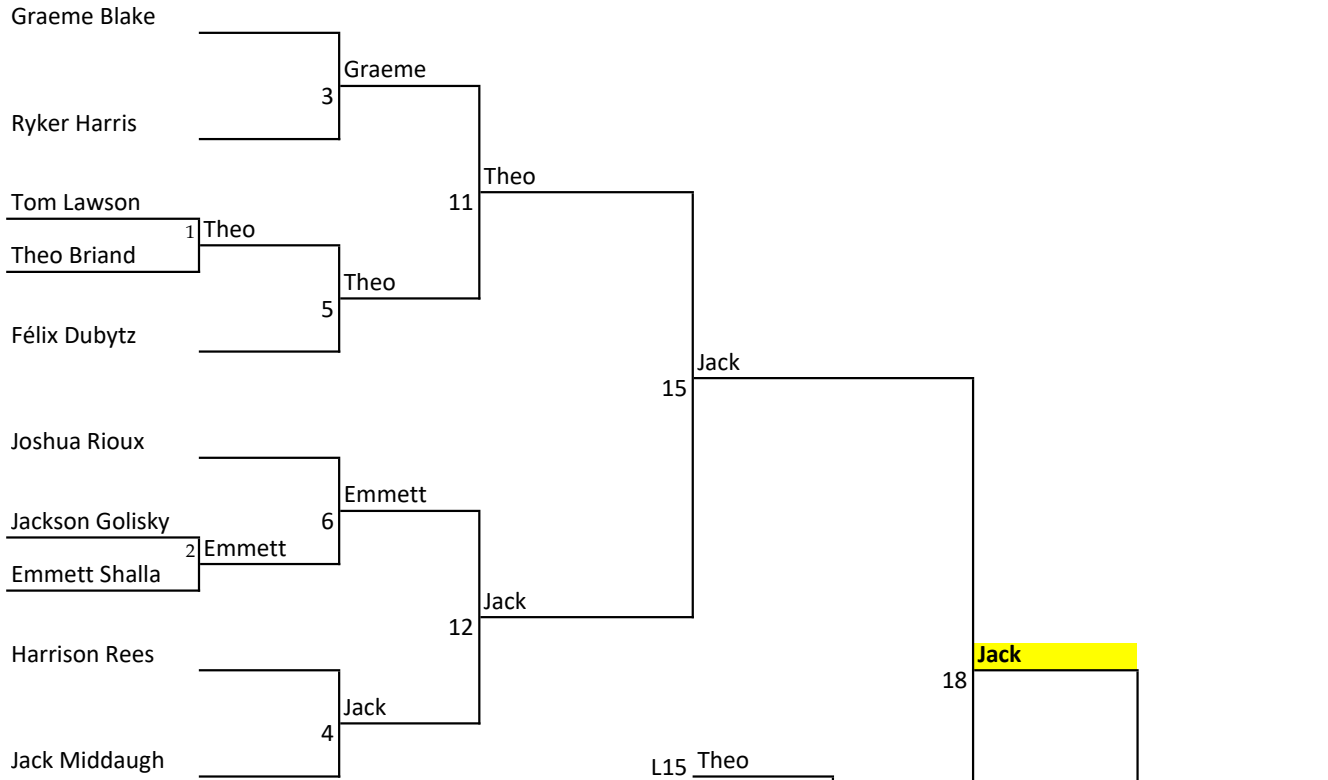 Graeme Blake
Graeme
3
Ryker Harris
Theo
Tom Lawson
11
1 Theo
Theo Briand
Theo
5
Félix Dubytz
Jack
15
Joshua Rioux
Emmett
Jackson Golisky
6
2 Emmett
Emmett Shalla
Jack
12
Harrison Rees
Jack
18
Jack
4
Jack Middaugh
L15 Theo